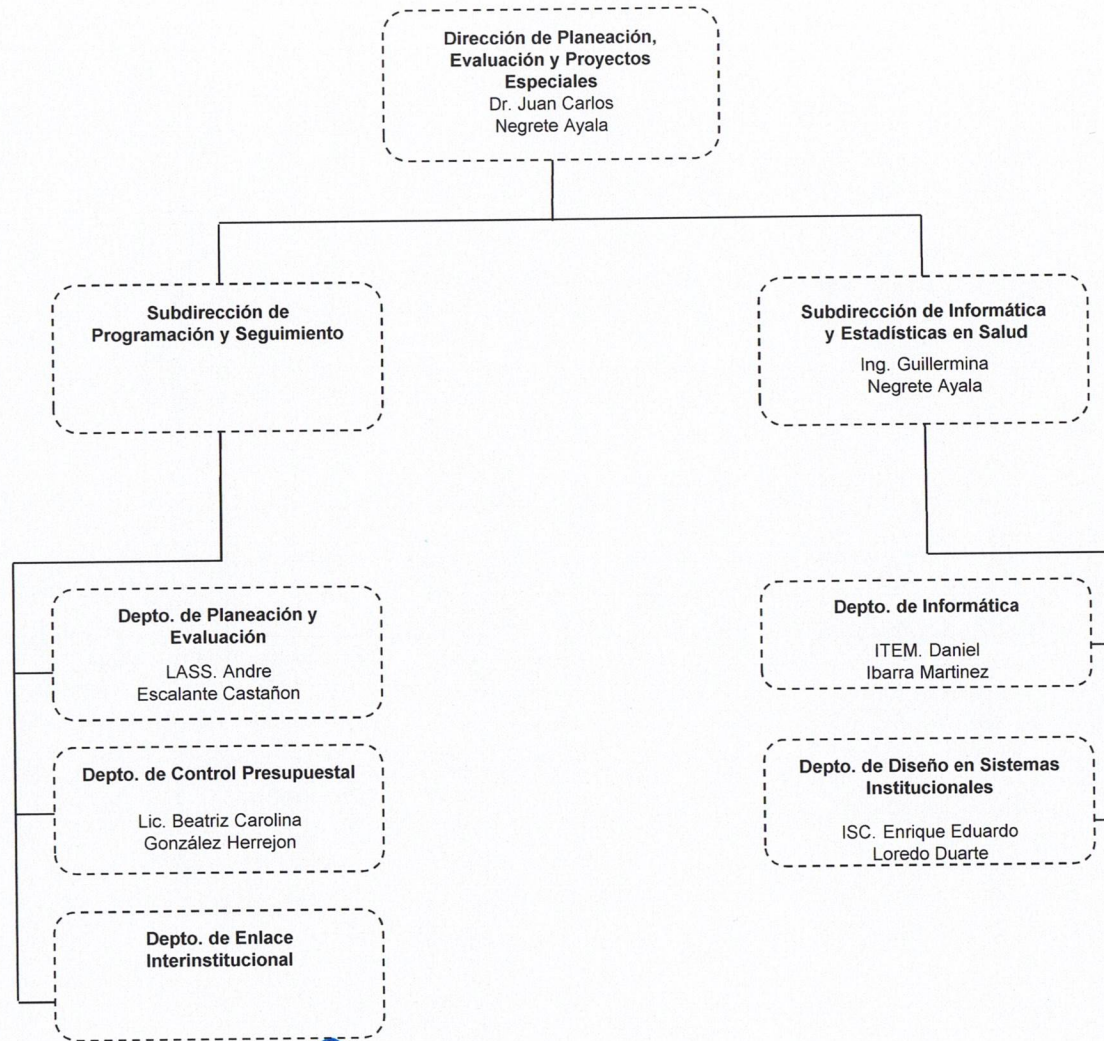 Dirección de Planeación,
Evaluación y Proyectos
Especiales
Dr. Juan Carlos
Negrete Ayala
Subdirección de
Programación y Seguimiento
Subdirección de Informática
y Estadísticas en Salud
Ing. Guillermina
Negrete Ayala
Depto. de Planeación y
Evaluación
LASS. Andre
Escalante Castañon
Depto. de Control Presupuestal
Lic. Beatriz Carolina
González Herrejon
Depto. de Enlace
Interinstitucional
Depto. de Informática
ITEM. Daniel
Ibarra Martinez
Depto. de Diseño en Sistemas
Institucionales
ISC. Enrique Eduardo
Loredo Duarte